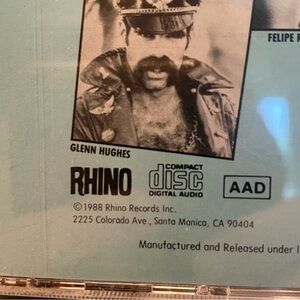 FELIPE
GLENN HUGHES
RHINO
COMPACT
disc
DIGITAL AUDIO
AAD
©1988 Rhino Records Inc.
2225 Colorado Ave., Santa Monica, CA 90404
Manufactured and Released under